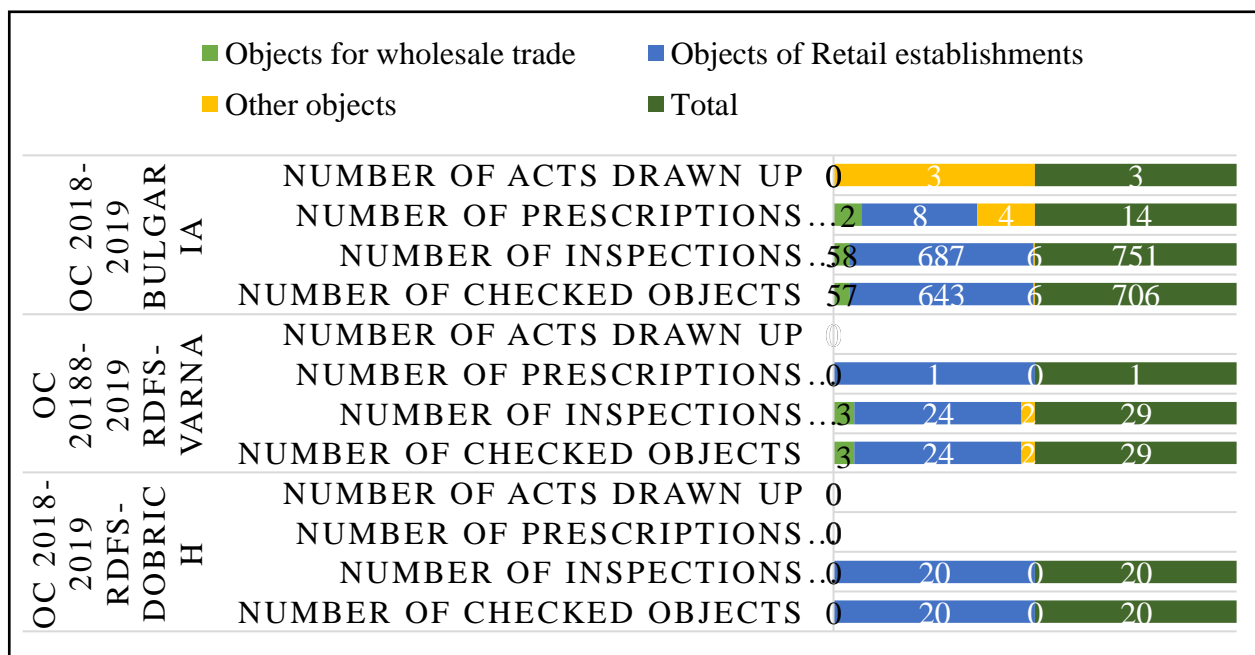 Objects for wholesale trade
Objects of Retail establishments
Other objects
Total
OC 2018-
2019
BULGAR
IA
NUMBER OF ACTS DRAWN UP 0 3 3
NUMBER OF PRESCRIPTIONS... 2 8 4 14
NUMBER OF INSPECTIONS... 58 687 6 751
NUMBER OF CHECKED OBJECTS 57 643 6 706
OC
20188-
2019
RDFS-
VARNA
NUMBER OF ACTS DRAWN UP 0
NUMBER OF PRESCRIPTIONS... 0 1 0 1
NUMBER OF INSPECTIONS... 3 24 2 29
NUMBER OF CHECKED OBJECTS 3 24 2 29
OC 2018-
2019
RDFS-
DOBRIC
H
NUMBER OF ACTS DRAWN UP 0
NUMBER OF PRESCRIPTIONS... 0
NUMBER OF INSPECTIONS... 0 20 0 20
NUMBER OF CHECKED OBJECTS 0 20 0 20